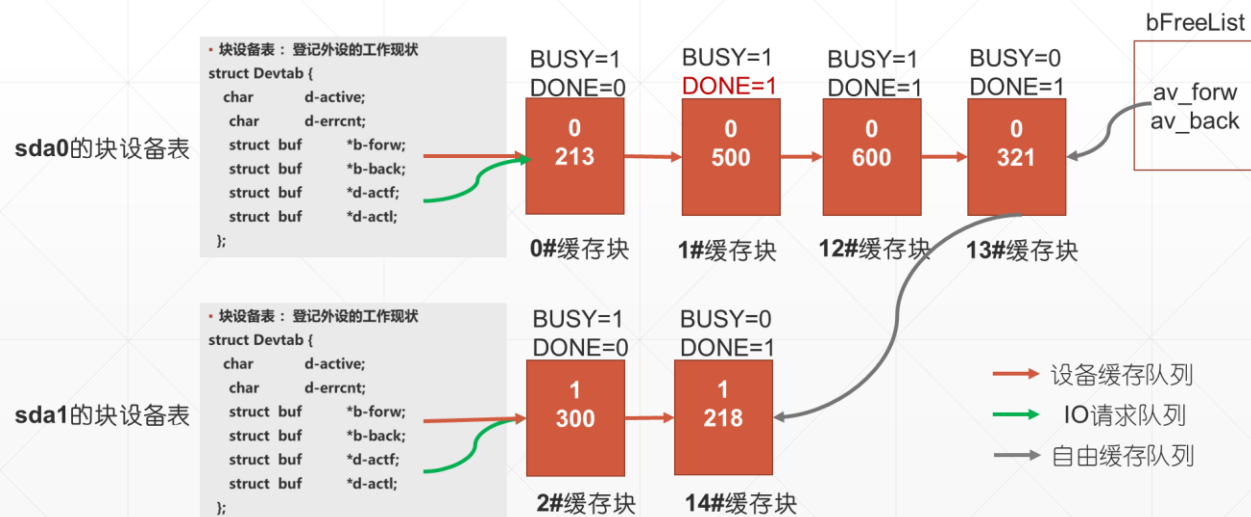 bFreeList
av_forw
av_back
sda0的块设备表
▪ 块设备表 ：登记外设的工作现状
struct Devtab {
char d-active;
char d-errcnt;
struct buf *b-forw;
struct buf *b-back;
struct buf *d-actf;
struct buf *d-actl;
};
BUSY=1
DONE=0
0
213
0#缓存块
BUSY=1
DONE=1
0
500
1#缓存块
BUSY=1
DONE=1
0
600
12#缓存块
BUSY=0
DONE=1
0
321
13#缓存块
sda1的块设备表
▪ 块设备表 ：登记外设的工作现状
struct Devtab {
char d-active;
char d-errcnt;
struct buf *b-forw;
struct buf *b-back;
struct buf *d-actf;
struct buf *d-actl;
};
BUSY=1
DONE=0
1
300
2#缓存块
BUSY=0
DONE=1
1
218
14#缓存块
设备缓存队列
IO请求队列
自由缓存队列